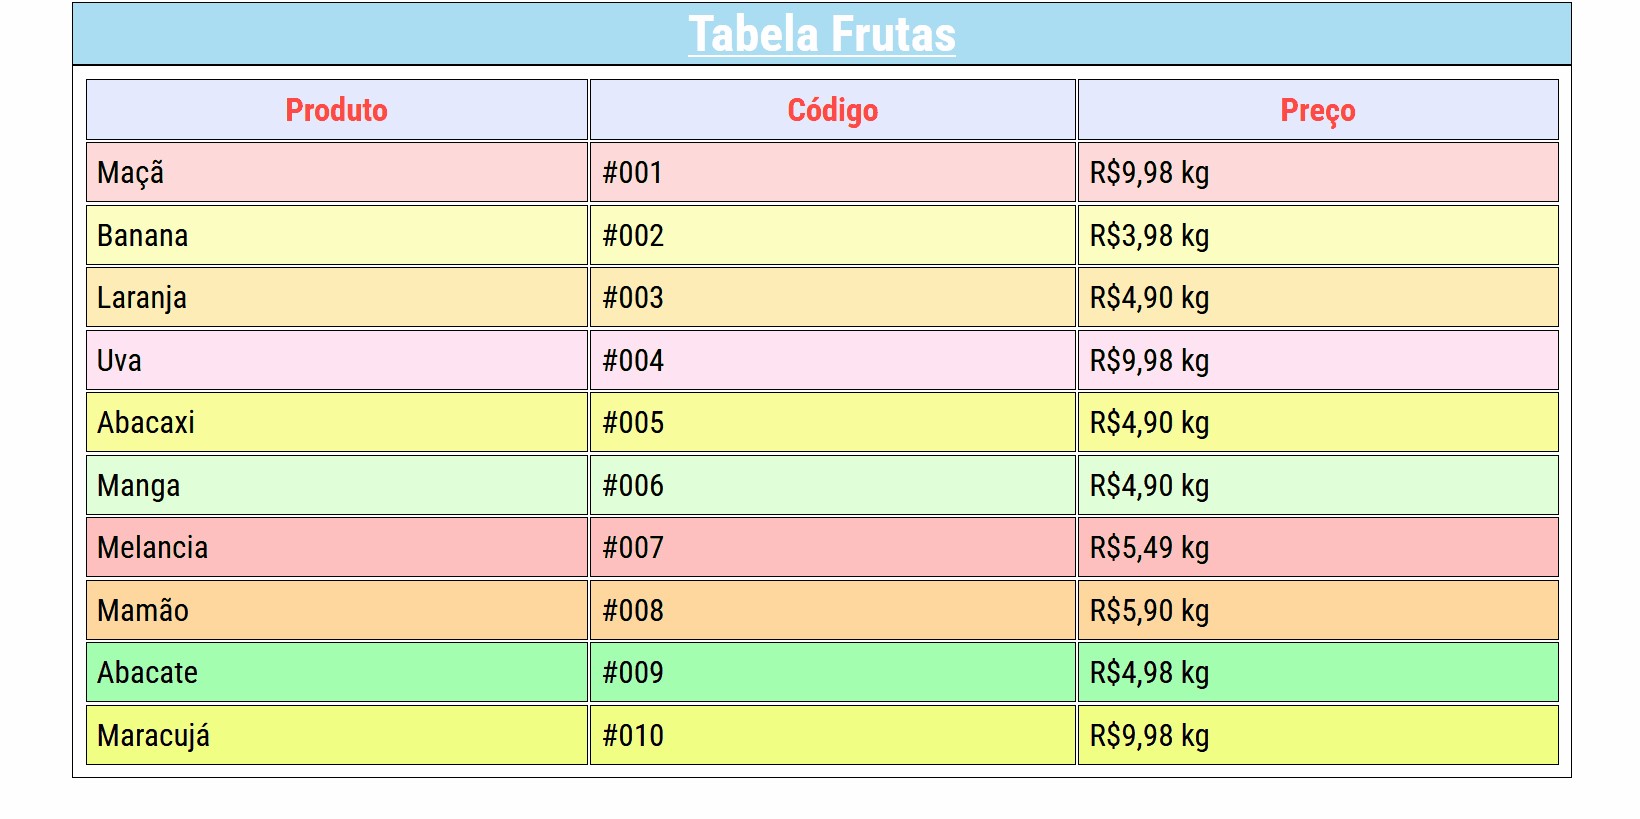 Tabela Frutas
Produto Código Preço
Maçã #001 R$9,98 kg
Banana #002 R$3,98 kg
Laranja #003 R$4,90 kg
Uva #004 R$9,98 kg
Abacaxi #005 R$4,90 kg
Manga #006 R$4,90 kg
Melancia #007 R$5,49 kg
Mamão #008 R$5,90 kg
Abacate #009 R$4,98 kg
Maracujá #010 R$9,98 kg